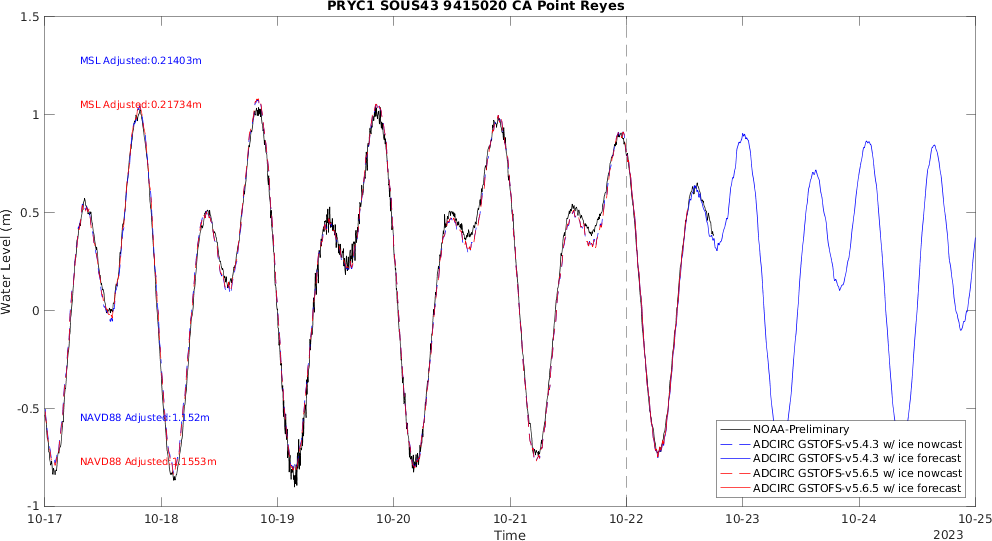 PRYC1 SOUS43 9415020 CA Point Reyes
1.5
MSL Adjusted:0.21403m
MSL Adjusted:0.21734m
1
0.5
Water Level (m)
0
-0.5
NAVD88 Adjusted:1.152m
NAVD88 Adjusted:1.1553m
NOAA-Preliminary
ADCIRC GSTOFS-v5.4.3 w/ ice nowcast
ADCIRC GSTOFS-v5.4.3 w/ ice forecast
ADCIRC GSTOFS-v5.6.5 w/ ice nowcast
ADCIRC GSTOFS-v5.6.5 w/ ice forecast
-1
10-17 10-18 10-19 10-20 10-21 10-22 10-23 10-24 10-25
Time 2023